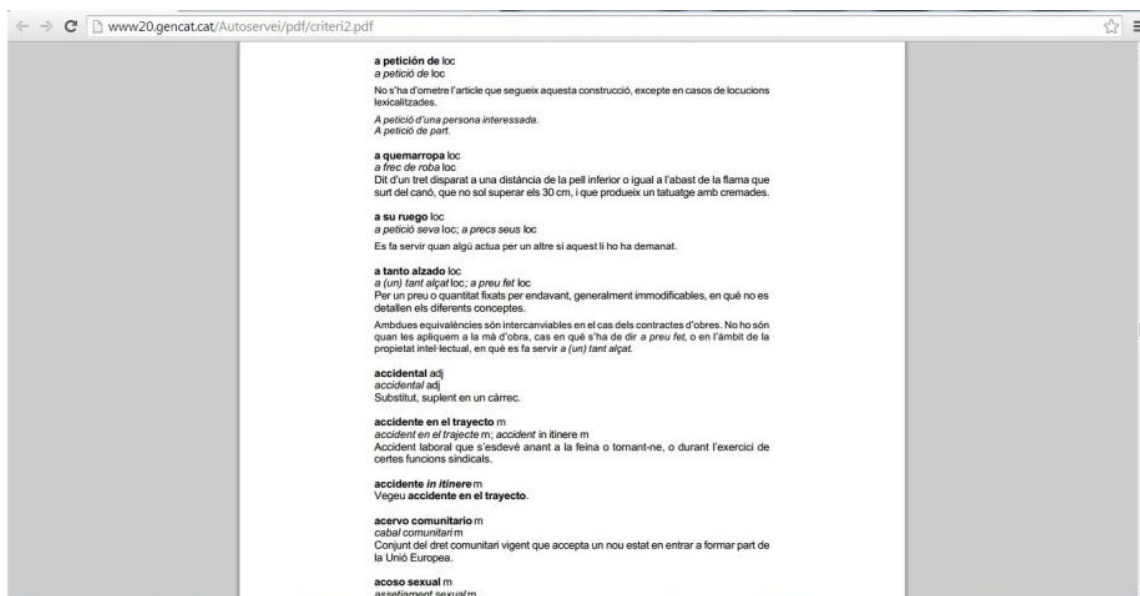 www20.gencat.cat/Autoservei/pdf/criteri2.pdf
a petición de loc
a petició de loc
No s'ha d'ometre l'article que segueix aquesta construcció, excepte en casos de locucions
lexicalitzades.
A petició d'una persona interessada.
A petició de part.
a quemarropa loc
a frec de roba loc
Dit d'un tret disparat a una distància de la pell inferior o igual a l'abast de la flama que
surt del canó, que no sol superar els 30 cm, i que produeix un tatuatge amb cremades.
a su ruego loc
a petició seva loc; a precs seus loc
Es fa servir quan algú actua per un altre si aquest li ho ha demanat.
a tanto alzado loc
a (un) tant alçat loc; a preu fet loc
Per un preu o quantitat fixats per endavant, generalment immodificables, en què no es
detallen els diferents conceptes.
Ambdues equivalències són intercanviables en el cas dels contractes d'obres. No ho són
quan les apliquem a la mà d'obra, cas en què s'ha de dir a preu fet, o en l'àmbit de la
propietat intel·lectual, en què es fa servir a (un) tant alçat.
accidental adj
accidental adj
Substitut, suplent en un càrrec.
accidente en el trayecto m
accident en el trajecte m; accident in itinere m
Accident laboral que s'esdevé anant a la feina o tornant-ne, o durant l'exercici de
certes funcions sindicals.
accidente in itinere m
Vegeu accidente en el trayecto.
acervo comunitario m
cabal comunitari m
Conjunt del dret comunitari vigent que accepta un nou estat en entrar a formar part de
la Unió Europea.
acoso sexual m
assetjament sexual m